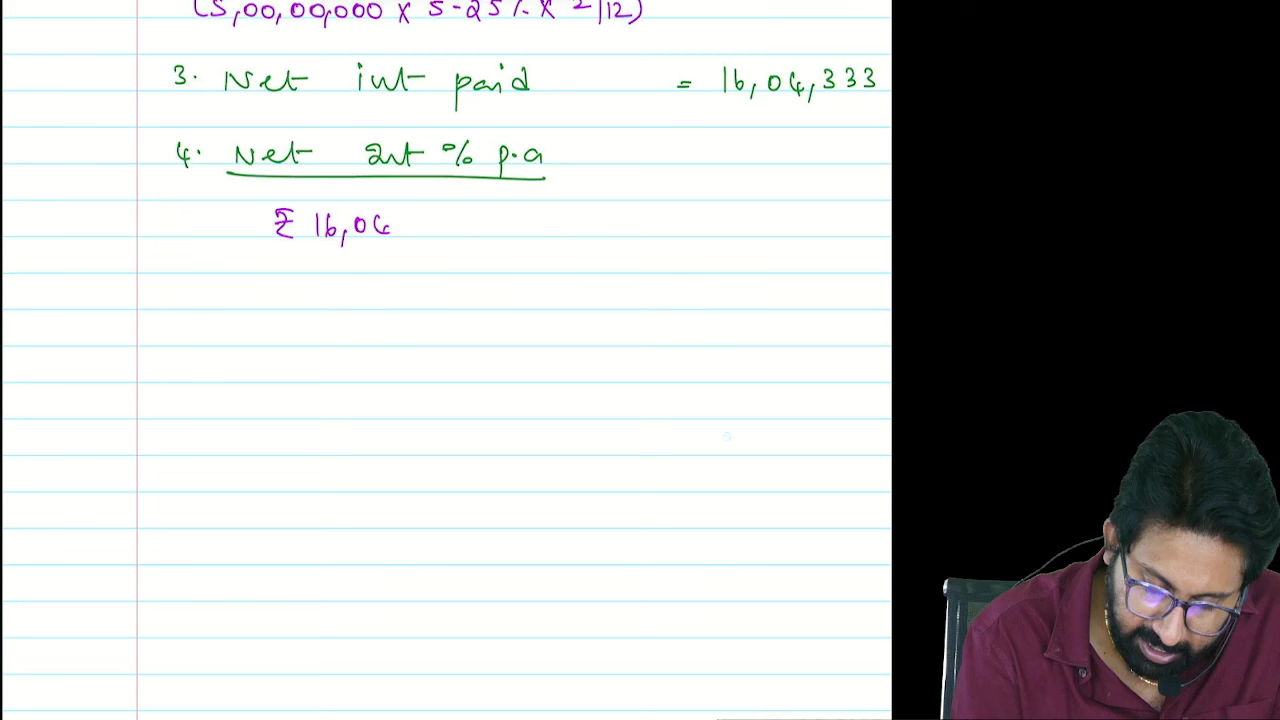 (5,00,00,000 x 5.25% x 2/12)
3. Net int paid = 16,04,333
4. Net Int % p.a
₹ 16,04